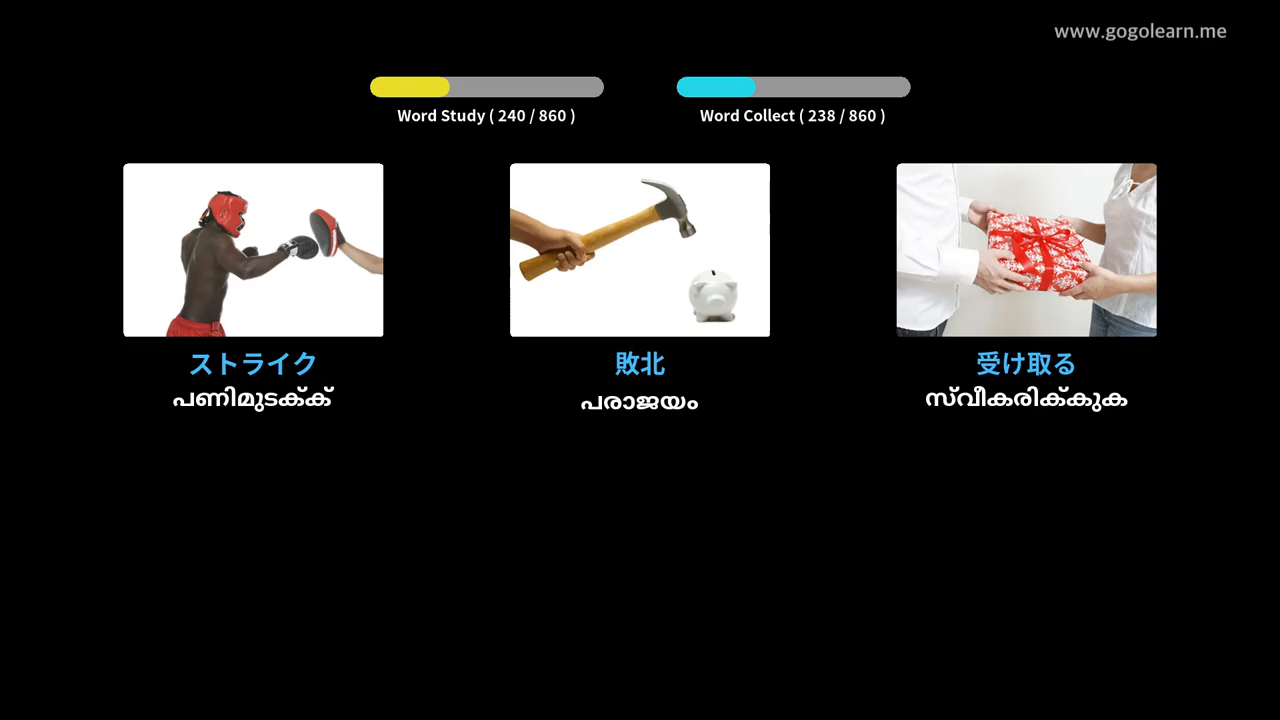 www.gogolearn.me
Word Study ( 240 / 860 )
Word Collect ( 238 / 860 )
ストライク
敗北
受け取る
പണിമുടക്ക്
പരാജയം
സ്വീകരിക്കുക